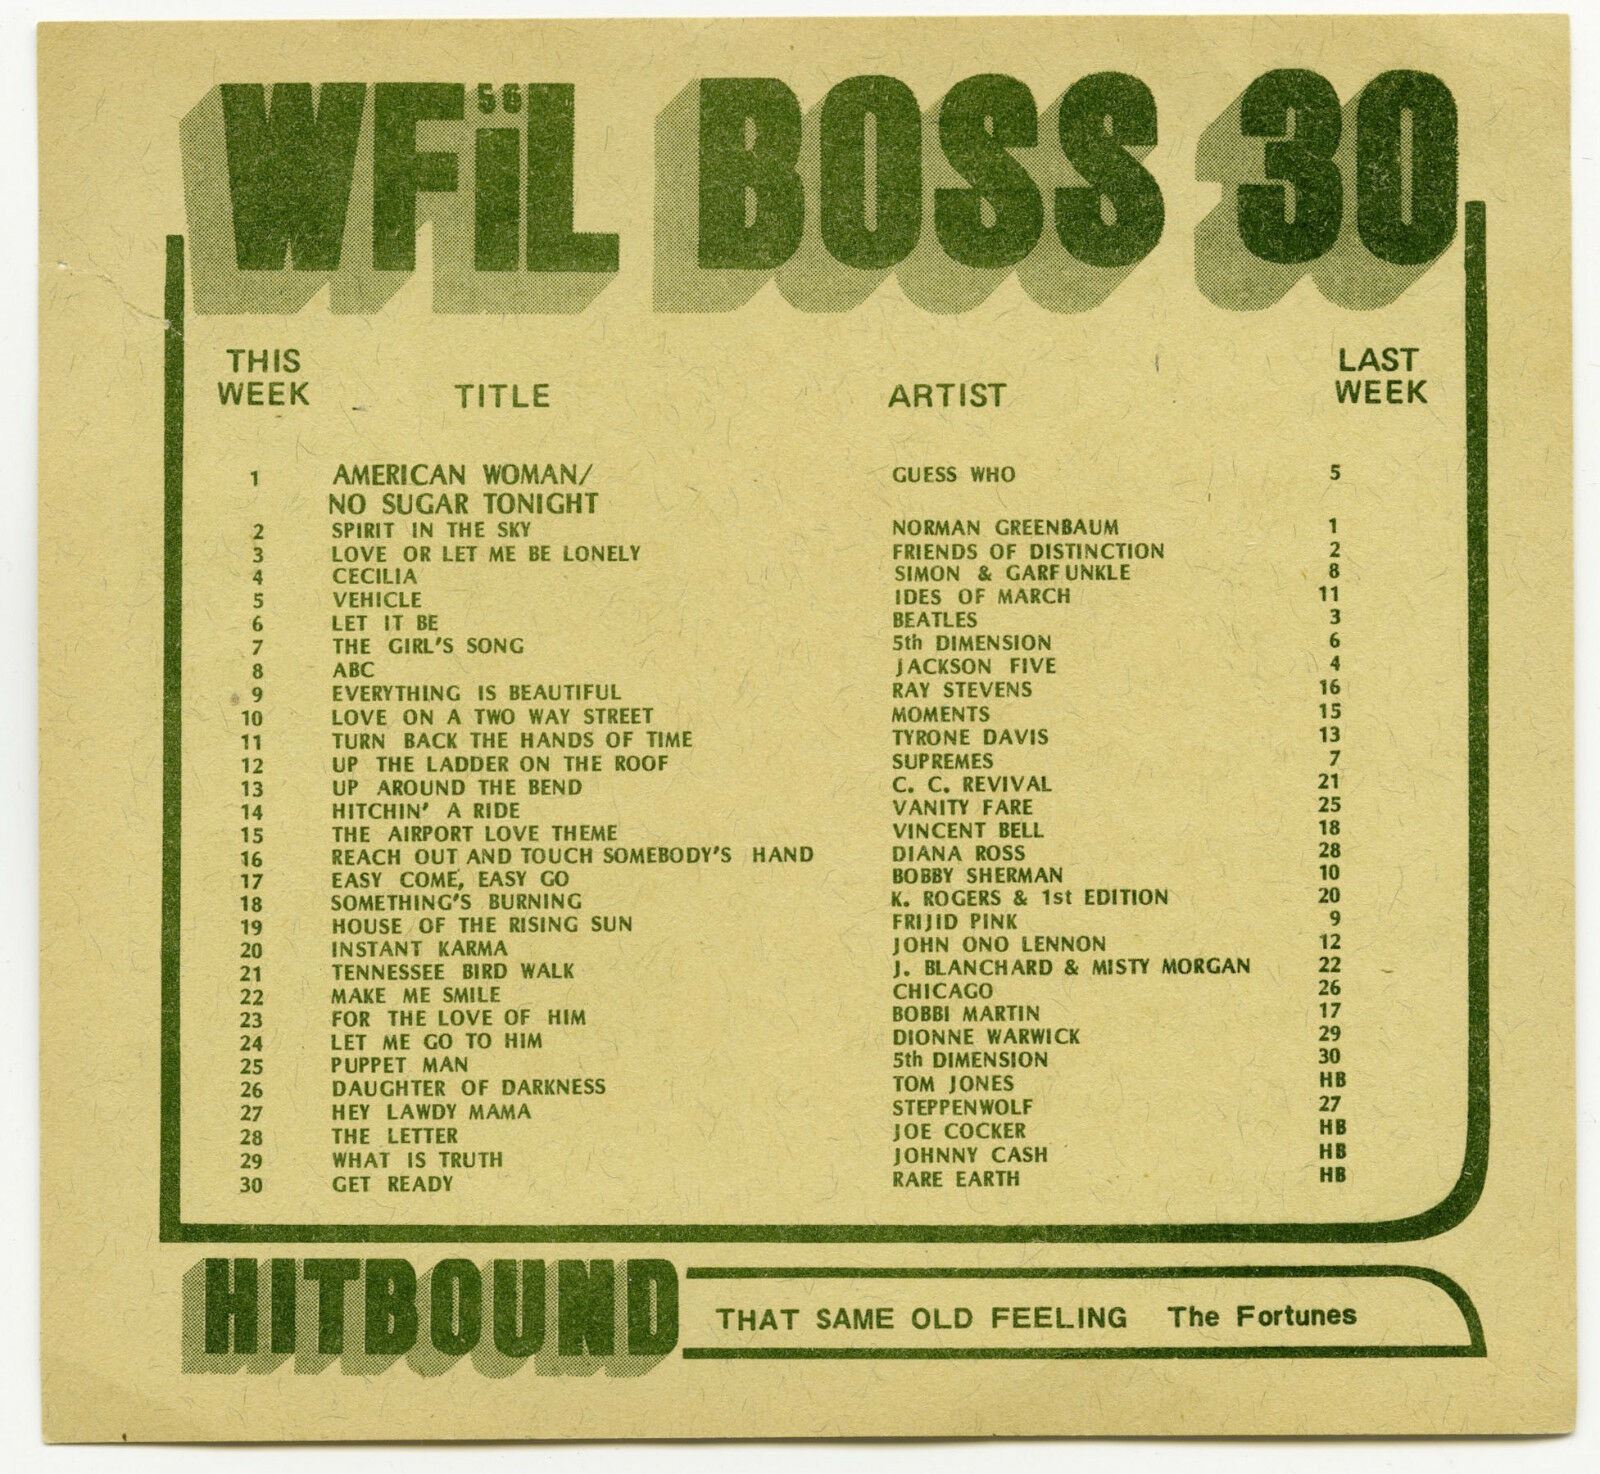 WFiL 56 BOSS 30
THIS WEEK TITLE ARTIST LAST WEEK
1 AMERICAN WOMAN/ GUESS WHO 5
NO SUGAR TONIGHT
2 SPIRIT IN THE SKY NORMAN GREENBAUM 1
3 LOVE OR LET ME BE LONELY FRIENDS OF DISTINCTION 2
4 CECILIA SIMON & GARFUNKLE 8
5 VEHICLE IDES OF MARCH 11
6 LET IT BE BEATLES 3
7 THE GIRL'S SONG 5th DIMENSION 6
8 ABC JACKSON FIVE 4
9 EVERYTHING IS BEAUTIFUL RAY STEVENS 16
10 LOVE ON A TWO WAY STREET MOMENTS 15
11 TURN BACK THE HANDS OF TIME TYRONE DAVIS 13
12 UP THE LADDER ON THE ROOF SUPREMES 7
13 UP AROUND THE BEND C. C. REVIVAL 21
14 HITCHIN' A RIDE VANITY FARE 25
15 THE AIRPORT LOVE THEME VINCENT BELL 18
16 REACH OUT AND TOUCH SOMEBODY'S HAND DIANA ROSS 28
17 EASY COME, EASY GO BOBBY SHERMAN 10
18 SOMETHING'S BURNING K. ROGERS & 1st EDITION 20
19 HOUSE OF THE RISING SUN FRIJID PINK 9
20 INSTANT KARMA JOHN ONO LENNON 12
21 TENNESSEE BIRD WALK J. BLANCHARD & MISTY MORGAN 22
22 MAKE ME SMILE CHICAGO 26
23 FOR THE LOVE OF HIM BOBBI MARTIN 17
24 LET ME GO TO HIM DIONNE WARWICK 29
25 PUPPET MAN 5th DIMENSION 30
26 DAUGHTER OF DARKNESS TOM JONES HB
27 HEY LAWDY MAMA STEPPENWOLF 27
28 THE LETTER JOE COCKER HB
29 WHAT IS TRUTH JOHNNY CASH HB
30 GET READY RARE EARTH HB
HITBOUND THAT SAME OLD FEELING The Fortunes